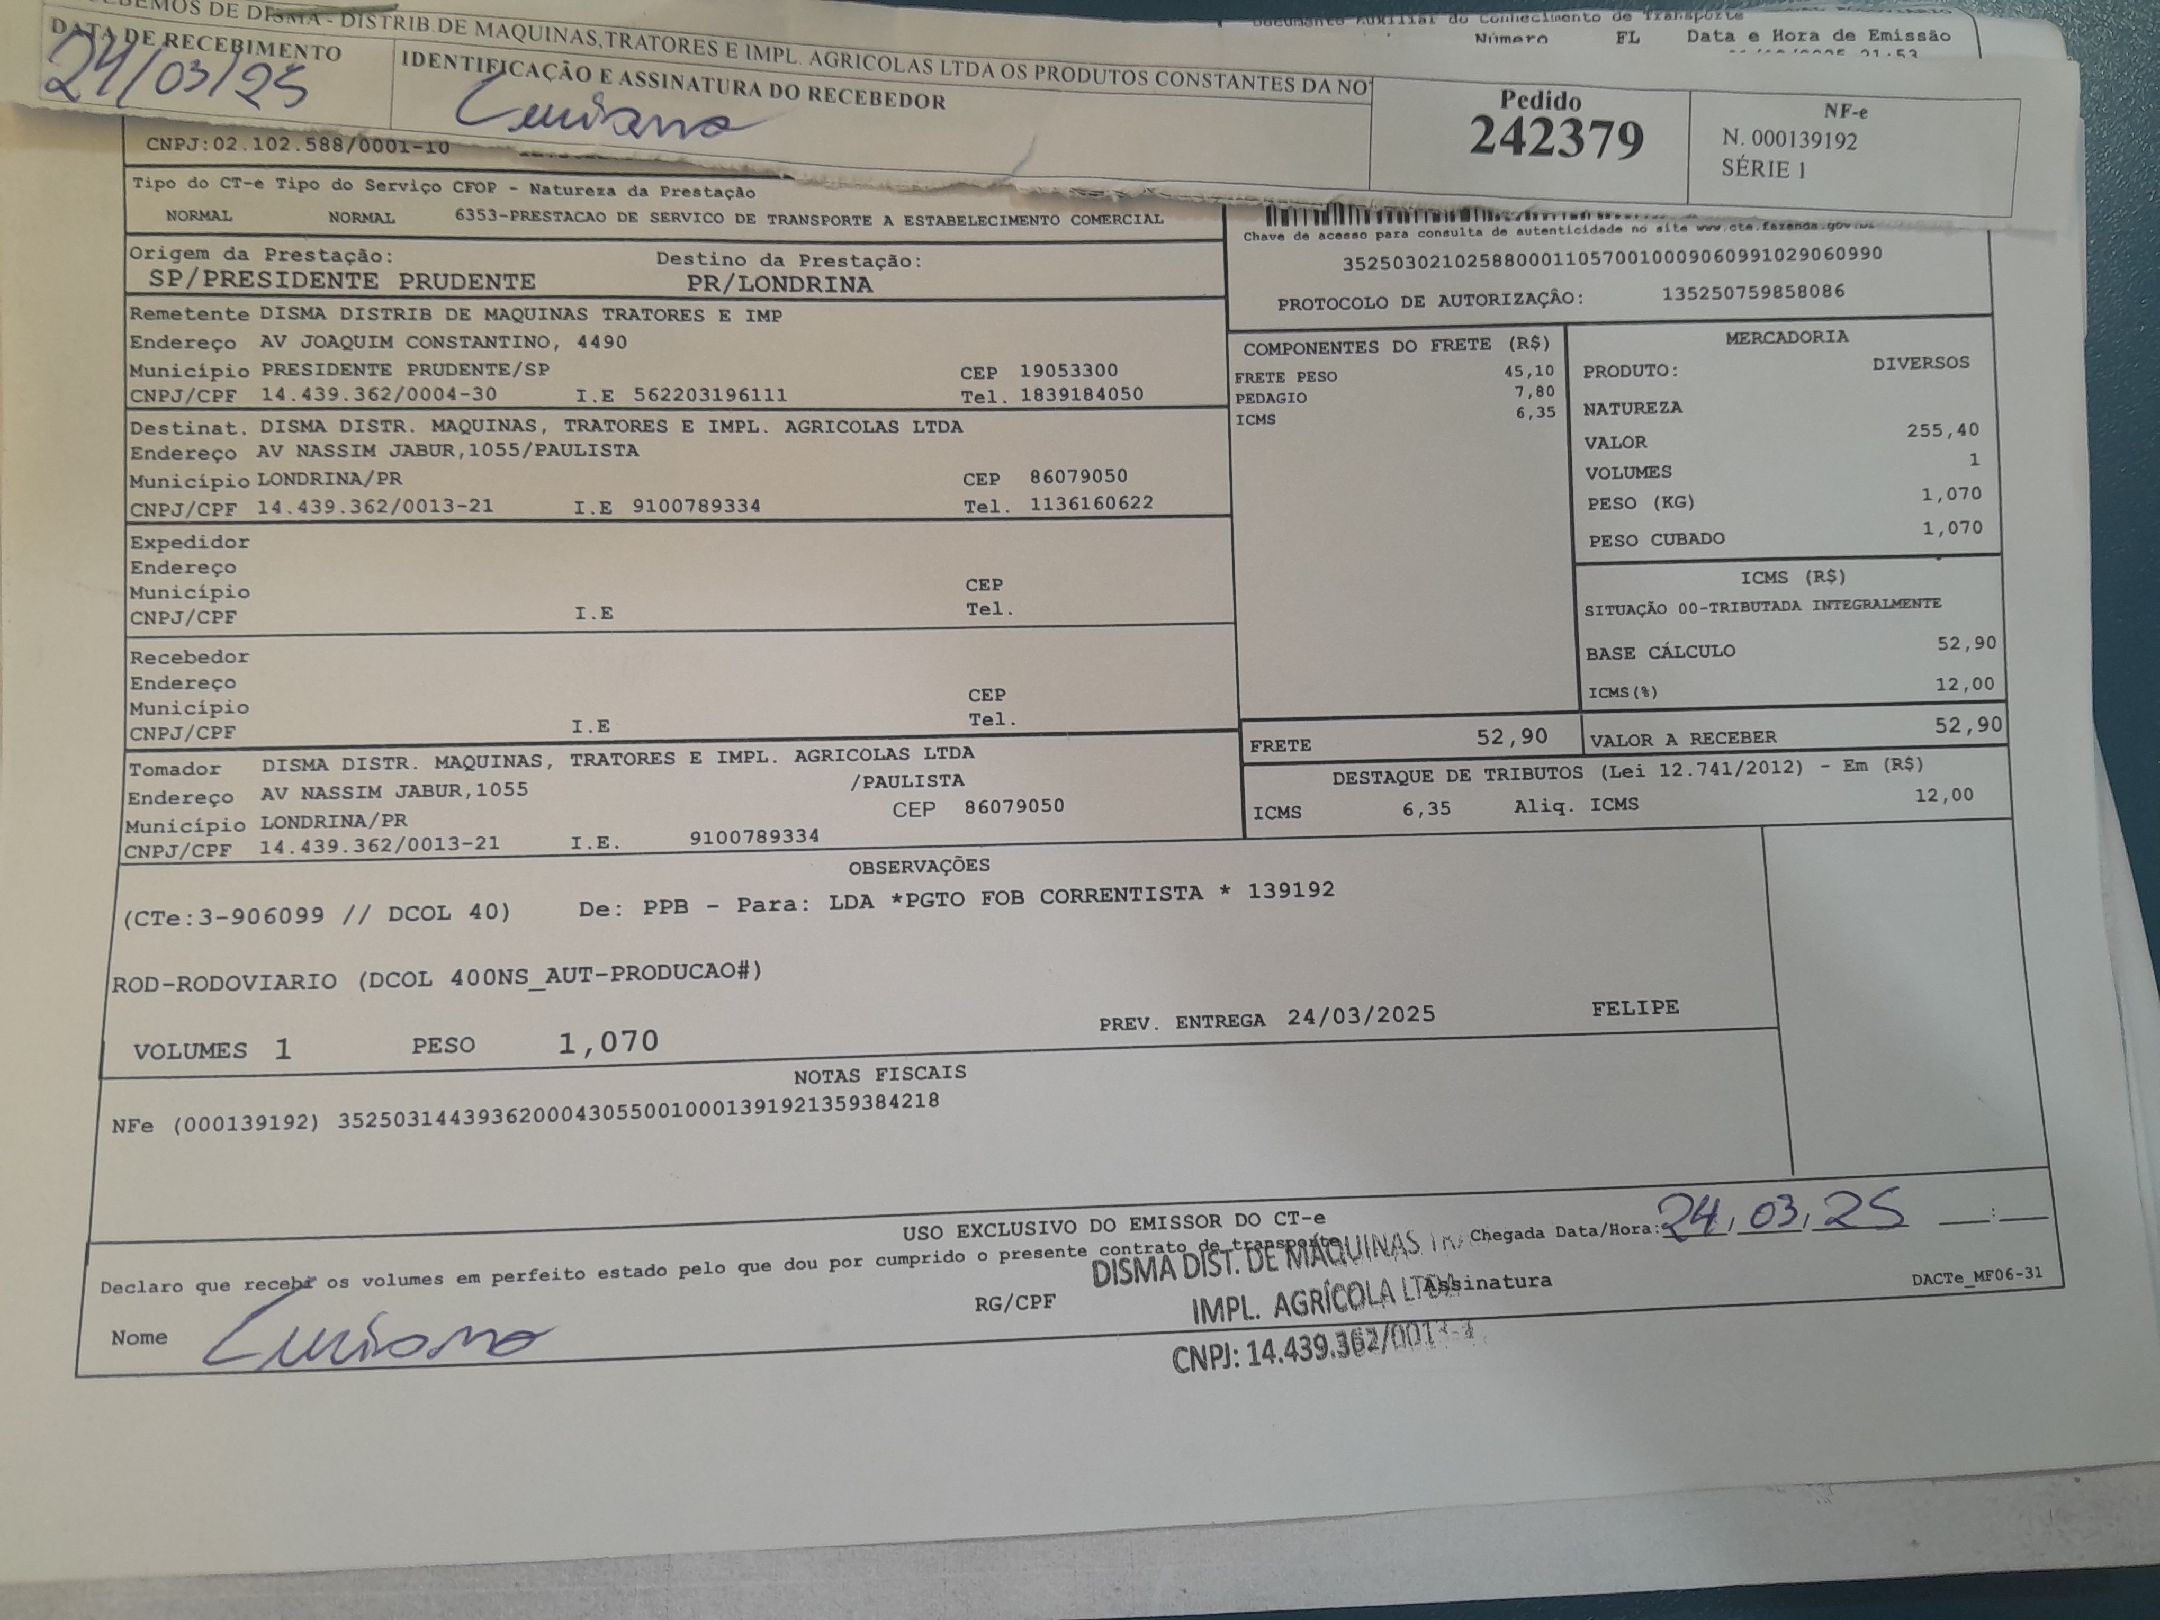 DE DISMA - DISTRIB DE MAQUINAS,TRATORES E IMPL. AGRICOLAS LTDA OS PRODUTOS CONSTANTES DA NO
DATA DE RECEBIMENTO
24/03/25
IDENTIFICAÇÃO E ASSINATURA DO RECEBEDOR
Luciano
Pedido
242379
NF-e
N. 000139192
SÉRIE 1
Documento Auxiliar do Conhecimento de Transporte
Número FL Data e Hora de Emissão
21:53
CNPJ:02.102.588/0001-10
Tipo do CT-e Tipo do Serviço CFOP - Natureza da Prestação
NORMAL NORMAL 6353-PRESTACAO DE SERVICO DE TRANSPORTE A ESTABELECIMENTO COMERCIAL
Chave de acesso para consulta de autenticidade no site www.cte.fazenda.gov.br
35250302102588000110570010009060991029060990
PROTOCOLO DE AUTORIZAÇÃO: 135250759858086
Origem da Prestação: Destino da Prestação:
SP/PRESIDENTE PRUDENTE PR/LONDRINA
Remetente DISMA DISTRIB DE MAQUINAS TRATORES E IMP
Endereço AV JOAQUIM CONSTANTINO, 4490
Município PRESIDENTE PRUDENTE/SP CEP 19053300
CNPJ/CPF 14.439.362/0004-30 I.E 562203196111 Tel. 1839184050
Destinat. DISMA DISTR. MAQUINAS, TRATORES E IMPL. AGRICOLAS LTDA
Endereço AV NASSIM JABUR,1055/PAULISTA
Município LONDRINA/PR CEP 86079050
CNPJ/CPF 14.439.362/0013-21 I.E 9100789334 Tel. 1136160622
Expedidor
Endereço
Município CEP
CNPJ/CPF I.E Tel.
Recebedor
Endereço
Município CEP
CNPJ/CPF I.E Tel.
Tomador DISMA DISTR. MAQUINAS, TRATORES E IMPL. AGRICOLAS LTDA
Endereço AV NASSIM JABUR,1055 /PAULISTA
Município LONDRINA/PR CEP 86079050
CNPJ/CPF 14.439.362/0013-21 I.E. 9100789334
COMPONENTES DO FRETE (R$)
FRETE PESO 45,10
PEDAGIO 7,80
ICMS 6,35
MERCADORIA
PRODUTO: DIVERSOS
NATUREZA
VALOR 255,40
VOLUMES 1
PESO (KG) 1,070
PESO CUBADO 1,070
ICMS (R$)
SITUAÇÃO 00-TRIBUTADA INTEGRALMENTE
BASE CÁLCULO 52,90
ICMS(%) 12,00
FRETE 52,90 VALOR A RECEBER 52,90
DESTAQUE DE TRIBUTOS (Lei 12.741/2012) - Em (R$)
ICMS 6,35 Aliq. ICMS 12,00
OBSERVAÇÕES
(CTe:3-906099 // DCOL 40) De: PPB - Para: LDA *PGTO FOB CORRENTISTA * 139192
ROD-RODOVIARIO (DCOL 400NS_AUT-PRODUCAO#)
VOLUMES 1 PESO 1,070 PREV. ENTREGA 24/03/2025 FELIPE
NOTAS FISCAIS
NFe (000139192) 35250314439362000430550010001391921359384218
USO EXCLUSIVO DO EMISSOR DO CT-e
Declaro que recebi os volumes em perfeito estado pelo que dou por cumprido o presente contrato de transporte
Chegada Data/Hora: 24,03,25 __:__
Nome Luciano RG/CPF Assinatura DACTe_MF06-31
DISMA DIST. DE MAQUINAS
IMPL. AGRÍCOLA LTDA
CNPJ: 14.439.362/0013-